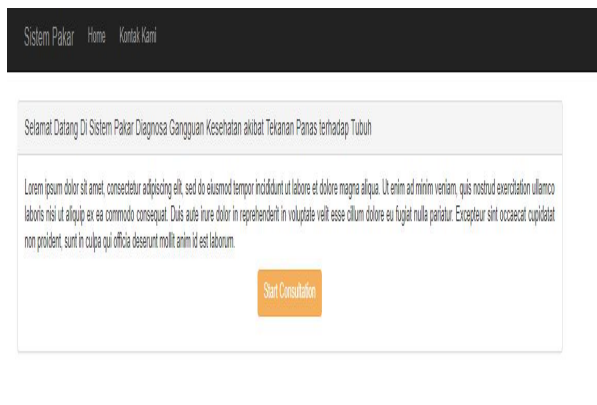 Sistem Pakar Home Kontak Kami
Selamat Datang Di Sistem Pakar Diagnosa Gangguan Kesehatan akibat Tekanan Panas terhadap Tubuh
Lorem ipsum dolor sit amet, consectetur adipiscing elit, sed do eiusmod tempor incididunt ut labore et dolore magna aliqua. Ut enim ad minim veniam, quis nostrud exercitation ullamco
laboris nisi ut aliquip ex ea commodo consequat. Duis aute irure dolor in reprehenderit in voluptate velit esse cillum dolore eu fugiat nulla pariatur. Excepteur sint occaecat cupidatat
non proident, sunt in culpa qui officia deserunt mollit anim id est laborum.
Start Consultation